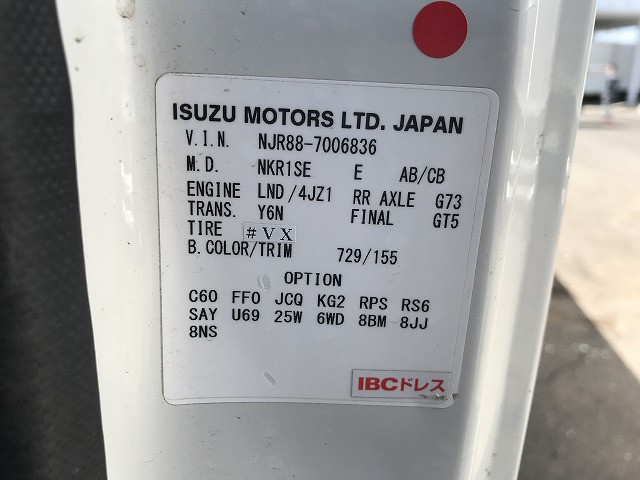 ISUZU MOTORS LTD. JAPAN
V.I.N. NJR88-7006836
M.D. NKR1SE E AB/CB
ENGINE LND/4JZ1 RR AXLE G73
TRANS. Y6N FINAL GT5
TIRE #VX
B.COLOR/TRIM 729/155
OPTION
C60 FF0 JCQ KG2 RPS RS6
SAY U69 25W 6WD 8BM 8JJ
8NS
IBCドレス